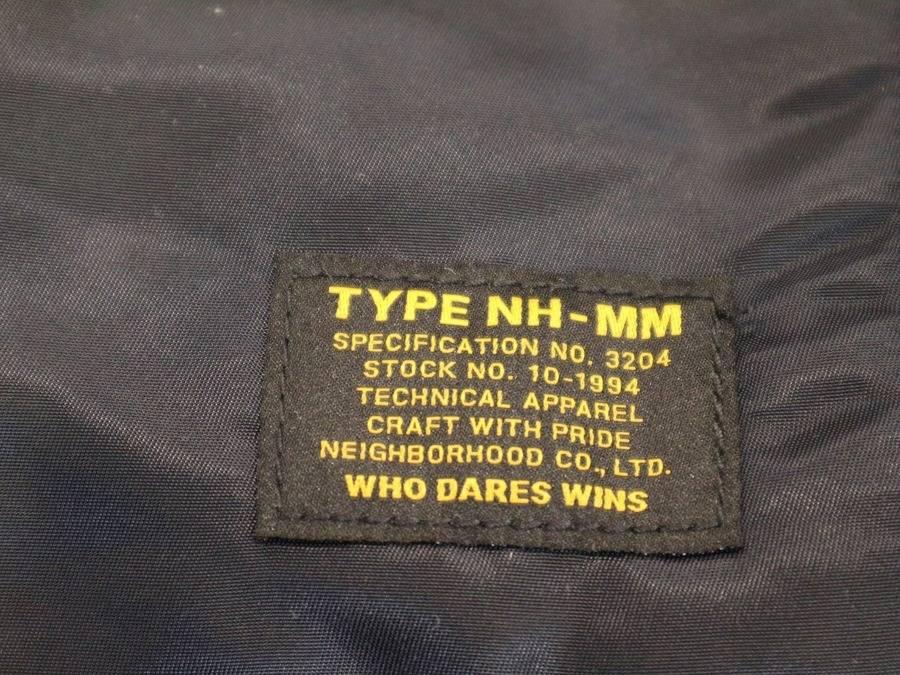 TYPE NH-MM
SPECIFICATION NO. 3204
STOCK NO. 10-1994
TECHNICAL APPAREL
CRAFT WITH PRIDE
NEIGHBORHOOD CO., LTD.
WHO DARES WINS